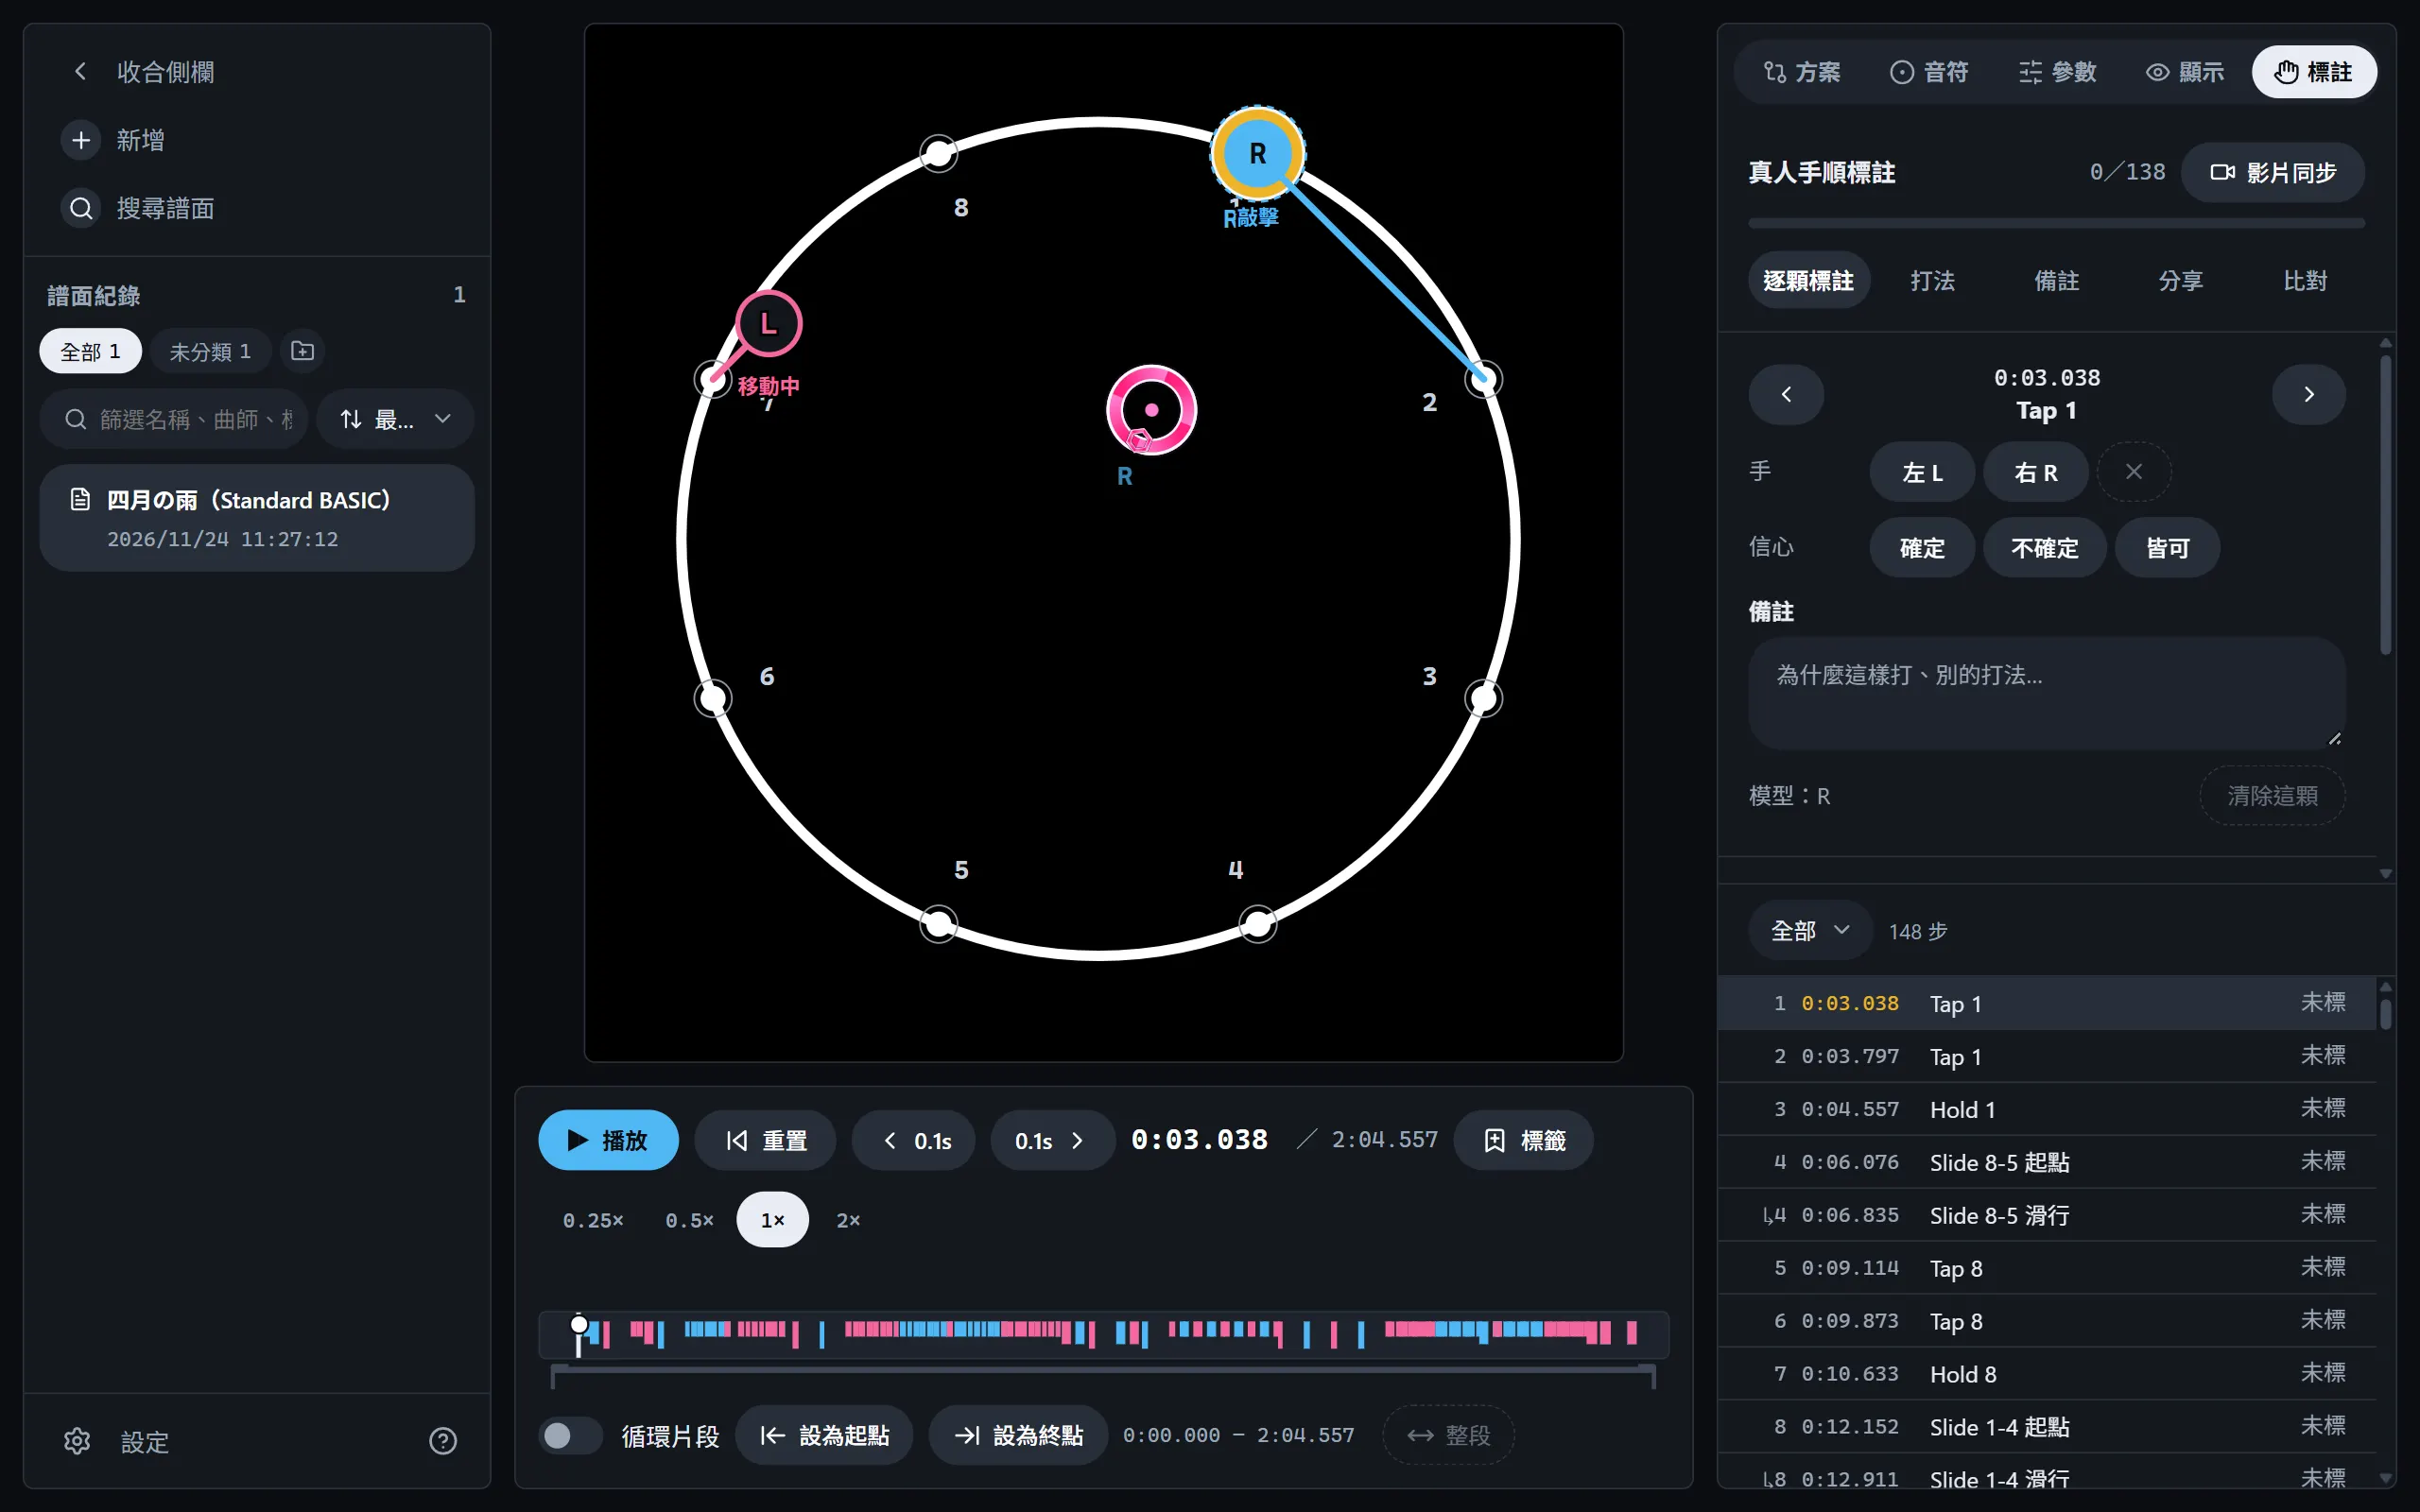 收合側欄
新增
搜尋譜面
譜面紀錄 1
全部 1 未分類 1
篩選名稱、曲師、 最...
四月の雨（Standard BASIC）
2026/11/24 11:27:12
設定
R
R敲擊
8
L
移動中
7
2
R
6
3
5
4
播放 重置 0.1s 0.1s 0:03.038 ／ 2:04.557 標籤
0.25× 0.5× 1× 2×
循環片段 設為起點 設為終點 0:00.000 – 2:04.557 整段
方案 音符 參數 顯示 標註
真人手順標註 0／138 影片同步
逐顆標註 打法 備註 分享 比對
0:03.038
Tap 1
手 左 L 右 R
信心 確定 不確定 皆可
備註
為什麼這樣打、別的打法...
模型：R 清除這顆
全部 148 步
1 0:03.038 Tap 1 未標
2 0:03.797 Tap 1 未標
3 0:04.557 Hold 1 未標
4 0:06.076 Slide 8-5 起點 未標
↳4 0:06.835 Slide 8-5 滑行 未標
5 0:09.114 Tap 8 未標
6 0:09.873 Tap 8 未標
7 0:10.633 Hold 8 未標
8 0:12.152 Slide 1-4 起點 未標
↳8 0:12.911 Slide 1-4 滑行 未標